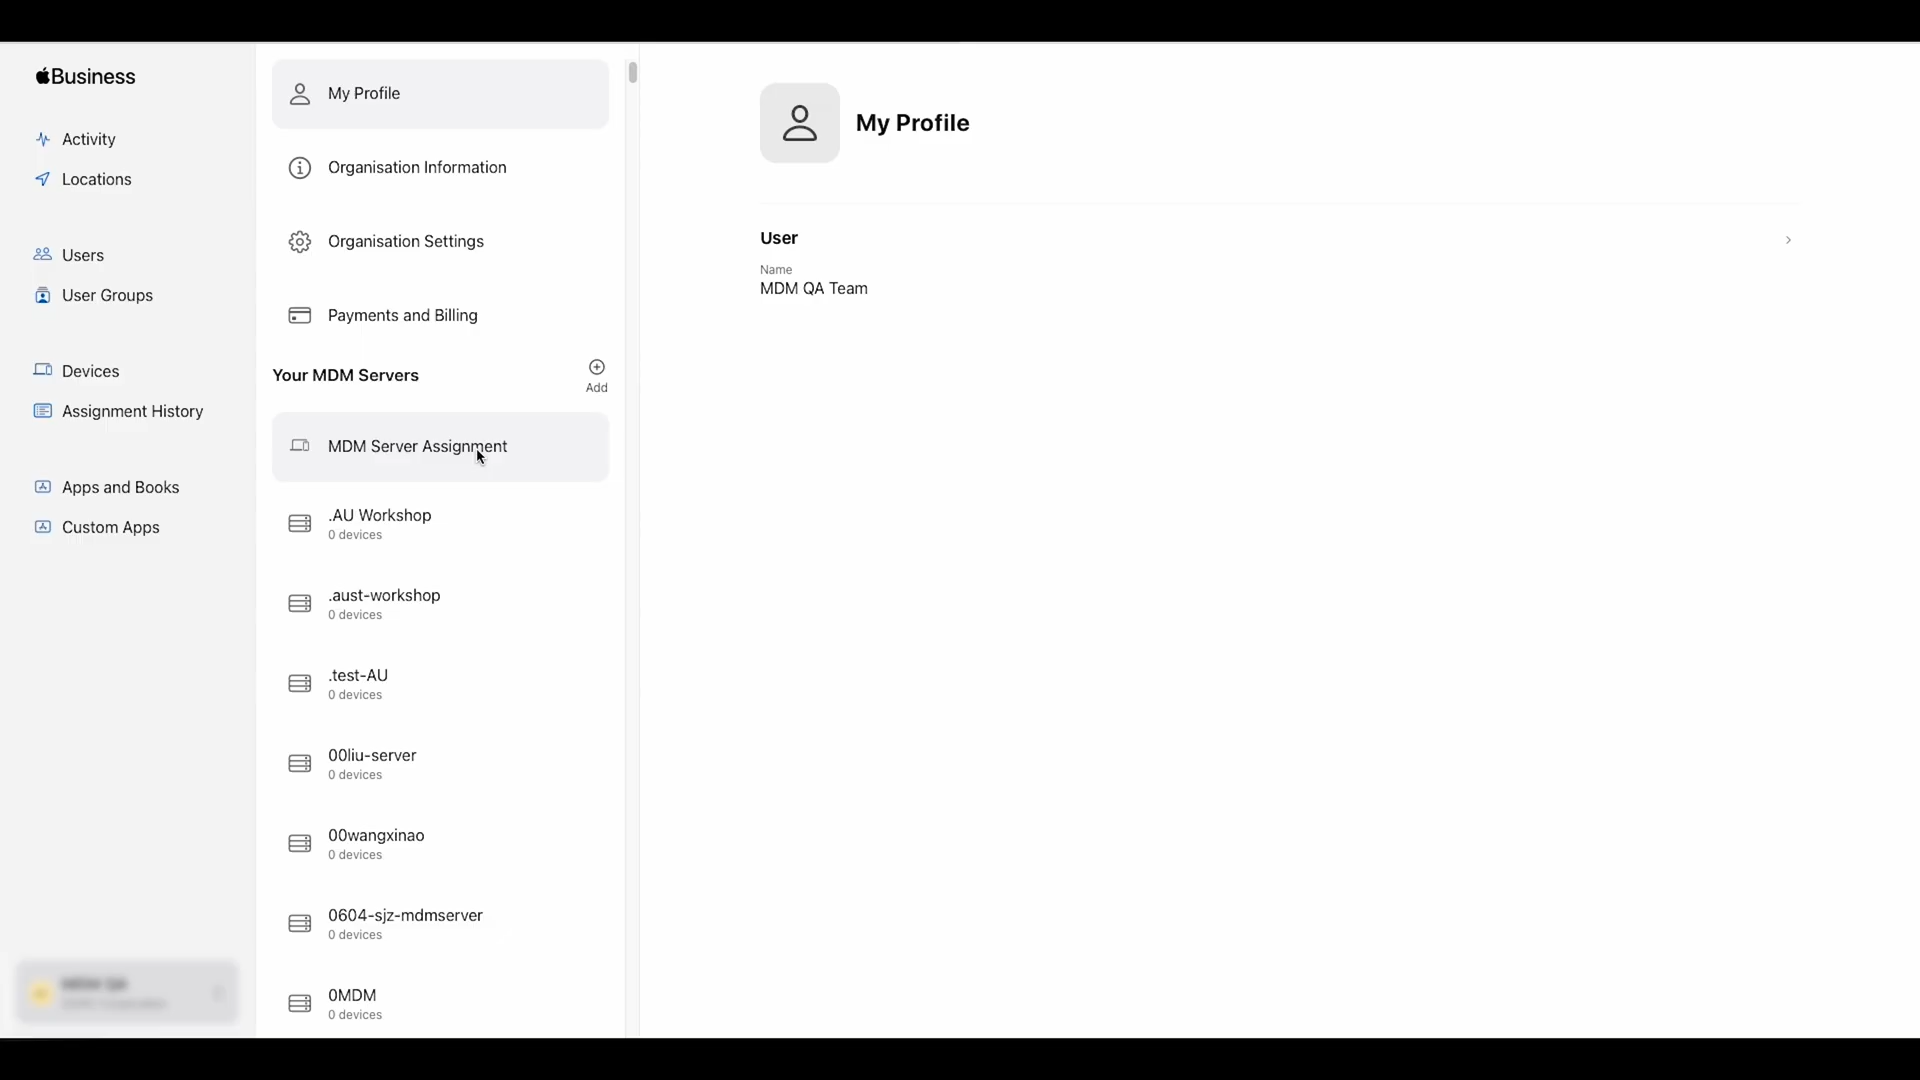 Business
Activity
Locations
Users
User Groups
Devices
Assignment History
Apps and Books
Custom Apps
My Profile
Organisation Information
Organisation Settings
Payments and Billing
Your MDM Servers
Add
MDM Server Assignment
.AU Workshop
0 devices
.aust-workshop
0 devices
.test-AU
0 devices
00liu-server
0 devices
00wangxinao
0 devices
0604-sjz-mdmserver
0 devices
0MDM
0 devices
My Profile
User
Name
MDM QA Team